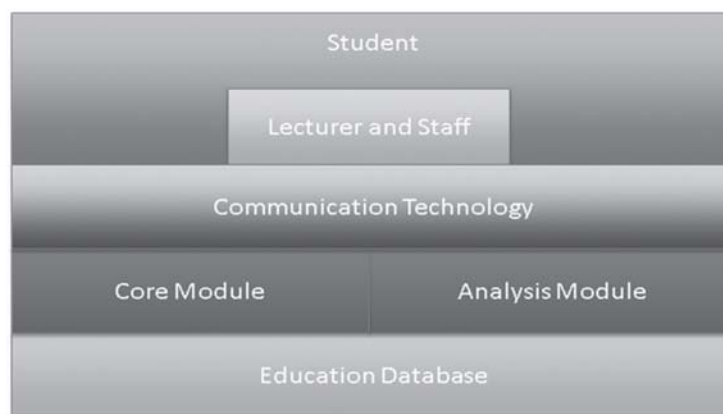 Student
Lecturer and Staff
Communication Technology
Core Module
Analysis Module
Education Database